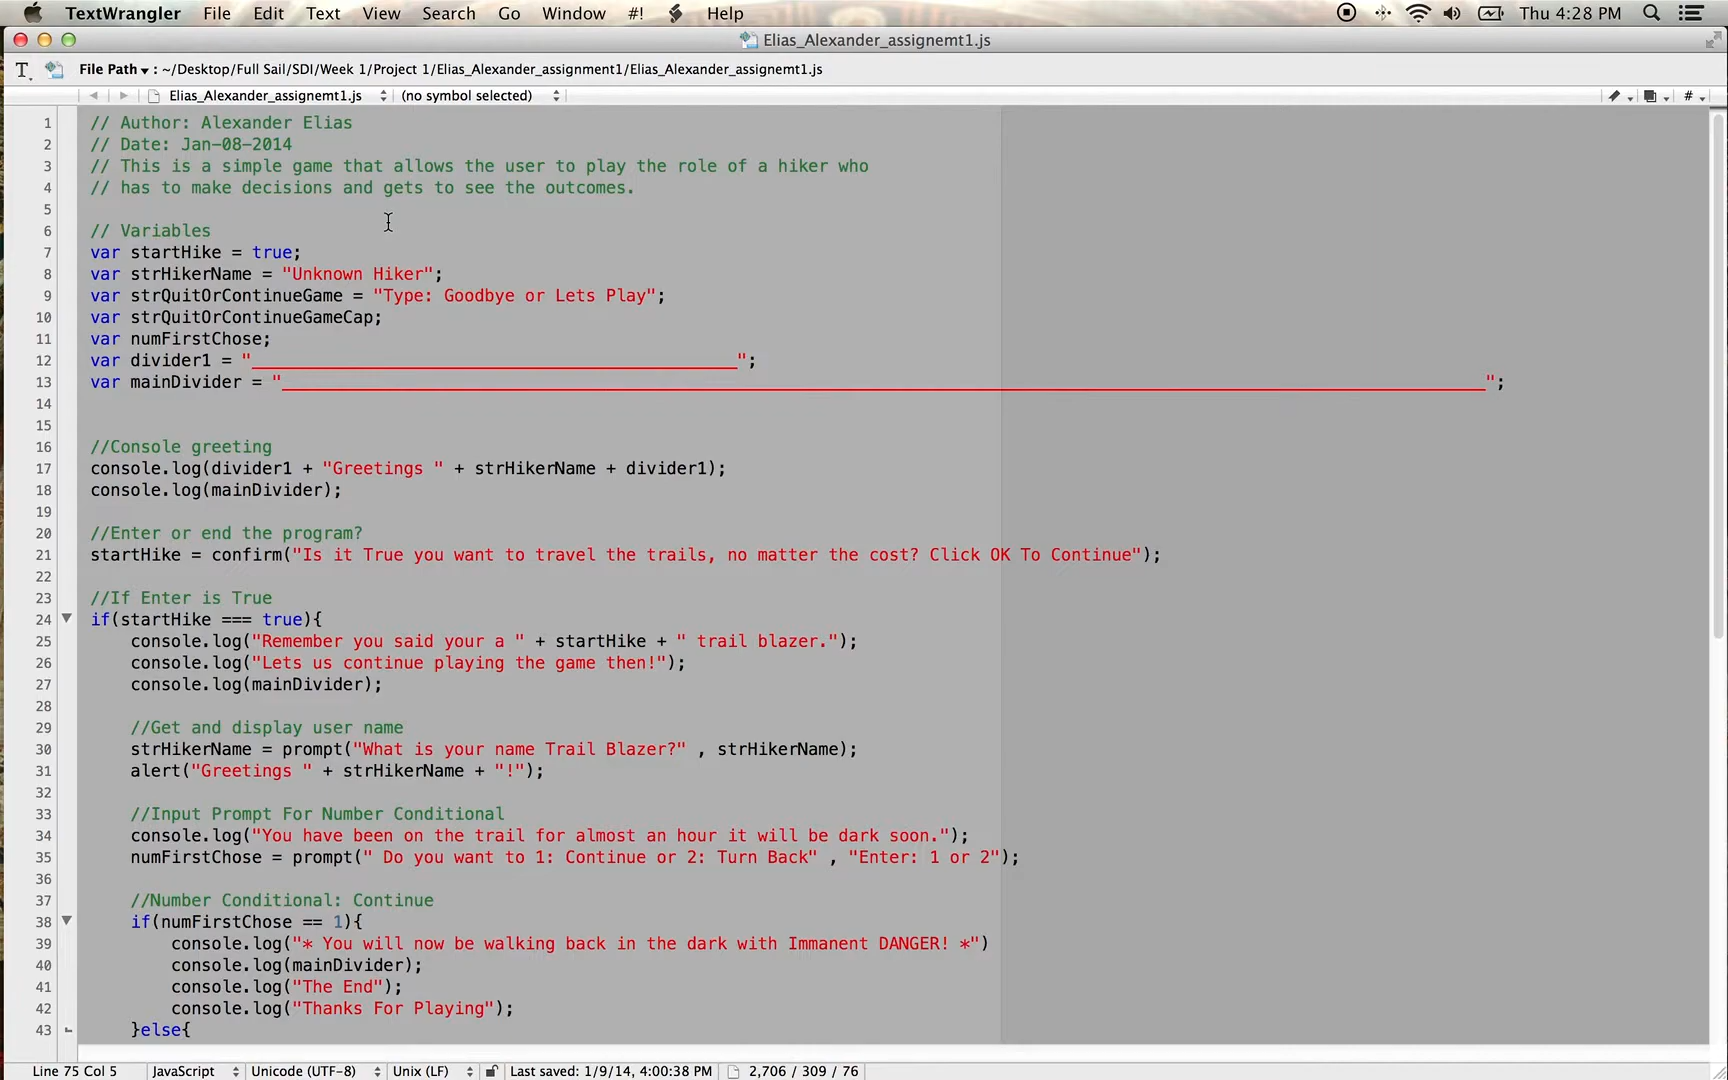 TextWrangler File Edit Text View Search Go Window #! Help Thu 4:28 PM
Elias_Alexander_assignemt1.js
File Path : ~/Desktop/Full Sail/SDI/Week 1/Project 1/Elias_Alexander_assignment1/Elias_Alexander_assignemt1.js
Elias_Alexander_assignemt1.js (no symbol selected) #
1 // Author: Alexander Elias
2 // Date: Jan-08-2014
3 // This is a simple game that allows the user to play the role of a hiker who
4 // has to make decisions and gets to see the outcomes.
5
6 // Variables
7 var startHike = true;
8 var strHikerName = "Unknown Hiker";
9 var strQuitOrContinueGame = "Type: Goodbye or Lets Play";
10 var strQuitOrContinueGameCap;
11 var numFirstChose;
12 var divider1 = "________________________________________________";
13 var mainDivider = "_______________________________________________________________________________________________________________________";
14
15
16 //Console greeting
17 console.log(divider1 + "Greetings " + strHikerName + divider1);
18 console.log(mainDivider);
19
20 //Enter or end the program?
21 startHike = confirm("Is it True you want to travel the trails, no matter the cost? Click OK To Continue");
22
23 //If Enter is True
24 if(startHike === true){
25 console.log("Remember you said your a " + startHike + " trail blazer.");
26 console.log("Lets us continue playing the game then!");
27 console.log(mainDivider);
28
29 //Get and display user name
30 strHikerName = prompt("What is your name Trail Blazer?" , strHikerName);
31 alert("Greetings " + strHikerName + "!");
32
33 //Input Prompt For Number Conditional
34 console.log("You have been on the trail for almost an hour it will be dark soon.");
35 numFirstChose = prompt(" Do you want to 1: Continue or 2: Turn Back" , "Enter: 1 or 2");
36
37 //Number Conditional: Continue
38 if(numFirstChose == 1){
39 console.log("* You will now be walking back in the dark with Immanent DANGER! *")
40 console.log(mainDivider);
41 console.log("The End");
42 console.log("Thanks For Playing");
43 }else{
Line 75 Col 5 JavaScript Unicode (UTF-8) Unix (LF) Last saved: 1/9/14, 4:00:38 PM 2,706 / 309 / 76